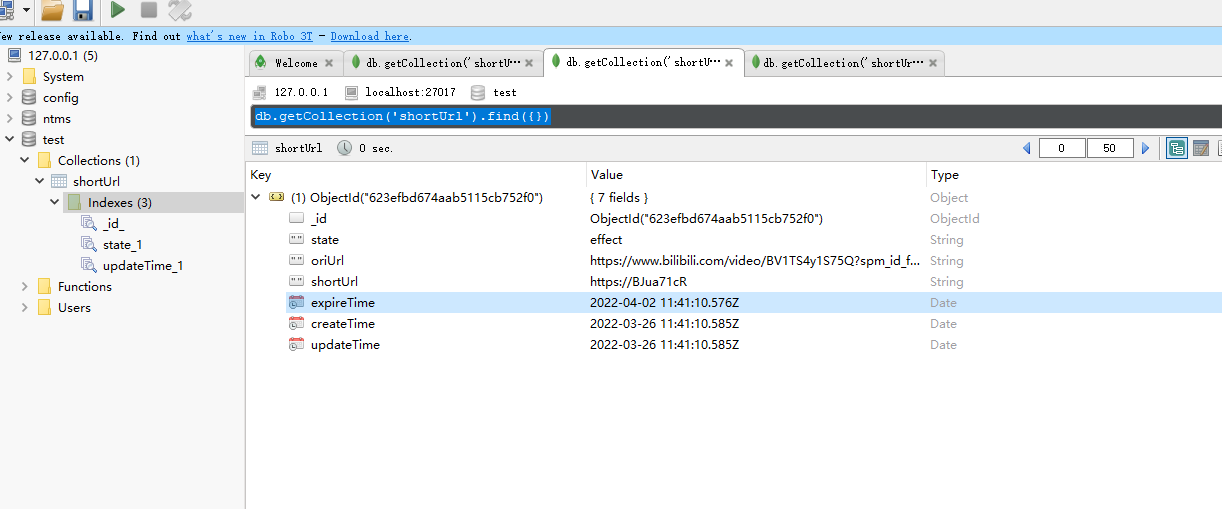 New release available. Find out what's new in Robo 3T – Download here.
127.0.0.1 (5)
System
config
ntms
test
Collections (1)
shortUrl
Indexes (3)
_id_
state_1
updateTime_1
Functions
Users
Welcome
db.getCollection('shortU···
db.getCollection('shortU···
db.getCollection('shortUr···
127.0.0.1 localhost:27017 test
db.getCollection('shortUrl').find({})
shortUrl 0 sec. 0 50
Key Value Type
(1) ObjectId("623efbd674aab5115cb752f0") { 7 fields } Object
_id ObjectId("623efbd674aab5115cb752f0") ObjectId
state effect String
oriUrl https://www.bilibili.com/video/BV1TS4y1S75Q?spm_id_f... String
shortUrl https://BJua71cR String
expireTime 2022-04-02 11:41:10.576Z Date
createTime 2022-03-26 11:41:10.585Z Date
updateTime 2022-03-26 11:41:10.585Z Date